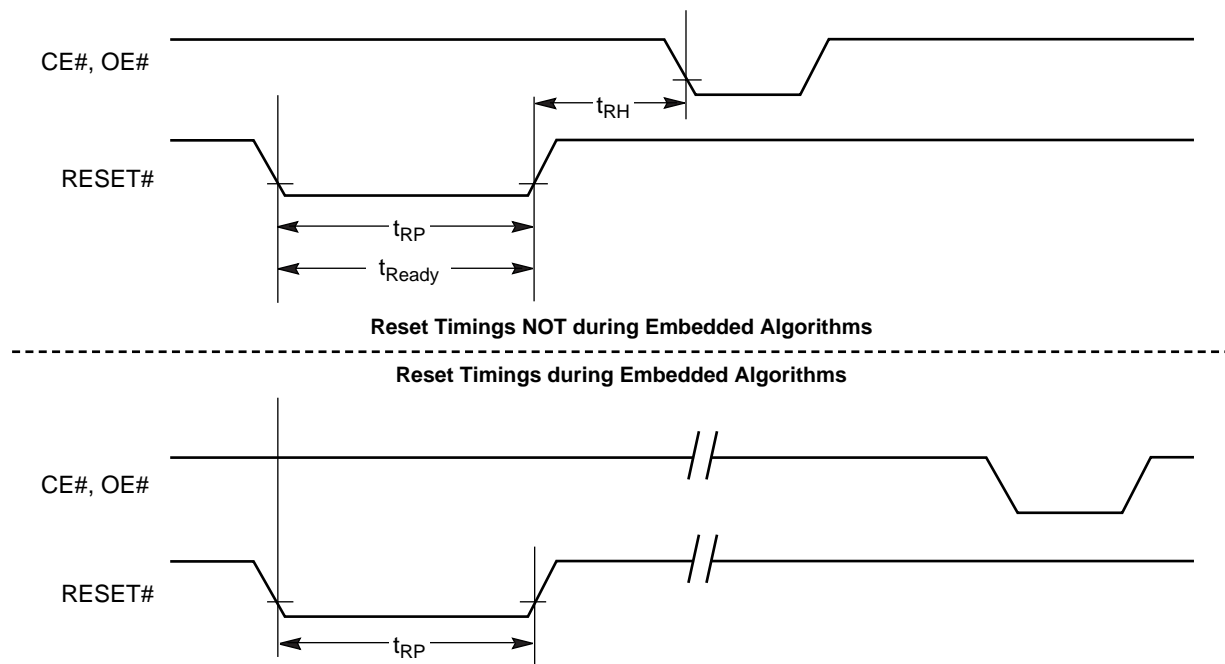 CE#, OE#
tRH
RESET#
tRP
tReady
Reset Timings NOT during Embedded Algorithms
Reset Timings during Embedded Algorithms
CE#, OE#
RESET#
tRP